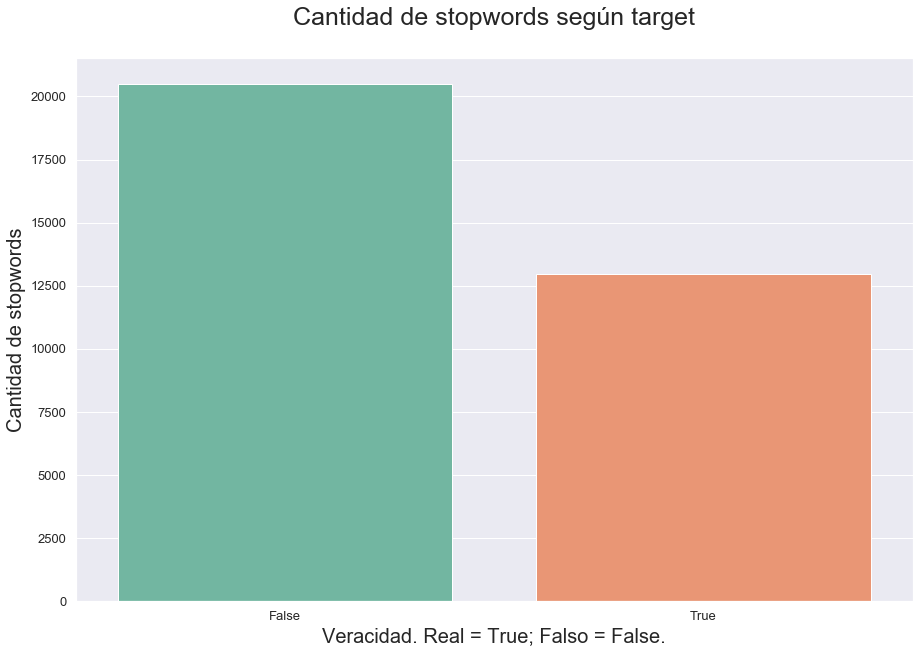 Cantidad de stopwords según target
Cantidad de stopwords
20000
17500
15000
12500
10000
7500
5000
2500
0
False
True
Veracidad. Real = True; Falso = False.